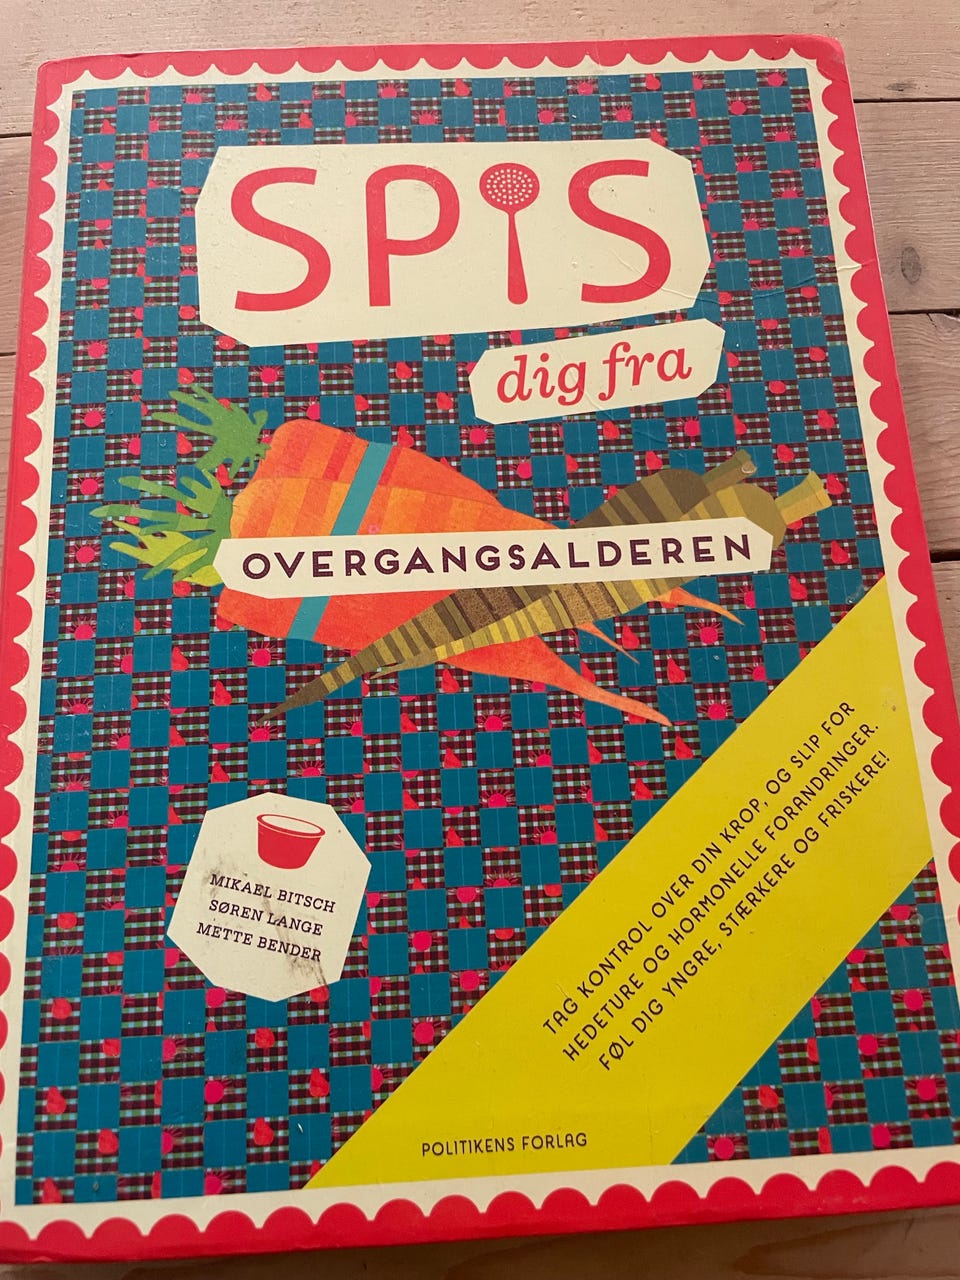 SPIS
dig fra
OVERGANGSALDEREN
MIKAEL BITSCH
SØREN LANGE
METTE BENDER
TAG KONTROL OVER DIN KROP, OG SLIP FOR
HEDETURE OG HORMONELLE FORANDRINGER.
FØL DIG YNGRE, STÆRKERE OG FRISKERE!
POLITIKENS FORLAG